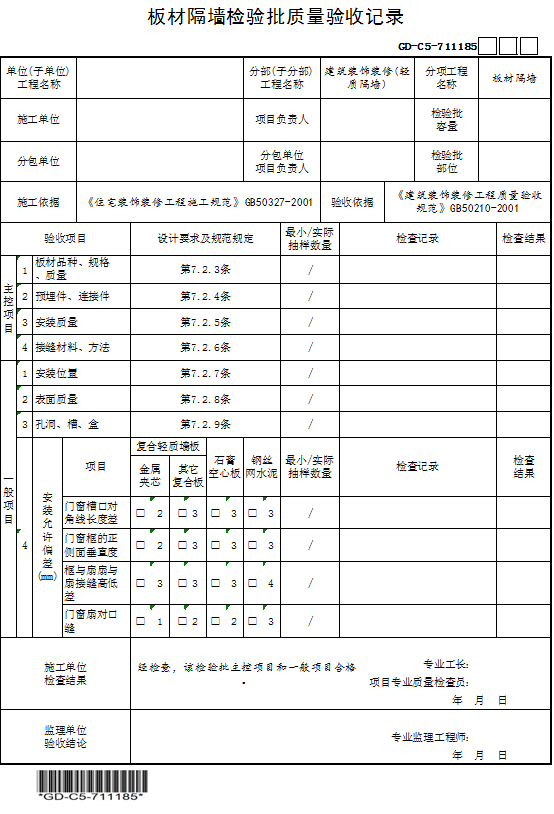 板材隔墙检验批质量验收记录
GD-C5-711185
单位(子单位)
工程名称
分部(子分部)
工程名称
建筑装饰装修(轻
质隔墙)
分项工程
名称
板材隔墙
施工单位
项目负责人
检验批
容量
分包单位
分包单位
项目负责人
检验批
部位
施工依据
《住宅装饰装修工程施工规范》GB50327-2001
验收依据
《建筑装饰装修工程质量验收
规范》GB50210-2001
验收项目
设计要求及规范规定
最小/实际
抽样数量
检查记录
检查结果
主控项目
1 板材品种、规格
、质量
第7.2.3条
/
2 预埋件、连接件
第7.2.4条
/
3 安装质量
第7.2.5条
/
4 接缝材料、方法
第7.2.6条
/
一般项目
1 安装位置
第7.2.7条
/
2 表面质量
第7.2.8条
/
3 孔洞、槽、盒
第7.2.9条
/
4
安装允许偏差(mm)
项目
复合轻质墙板
金属
夹芯
其它
复合板
石膏
空心板
钢丝
网水泥
最小/实际
抽样数量
检查记录
检查
结果
门窗槽口对
角线长度差
□ 2 □ 3 □ 3 □ 3 /
门窗框的正
侧面垂直度
□ 2 □ 3 □ 3 □ 3 /
框与扇扇与
扇接缝高低
差
□ 3 □ 3 □ 3 □ 4 /
门窗扇对口
缝
□ 1 □ 2 □ 2 □ 3 /
施工单位
检查结果
经检查，该检验批主控项目和一般项目合格
。
专业工长：
项目专业质量检查员：
年 月 日
监理单位
验收结论
专业监理工程师：
年 月 日
*GD-C5-711185*